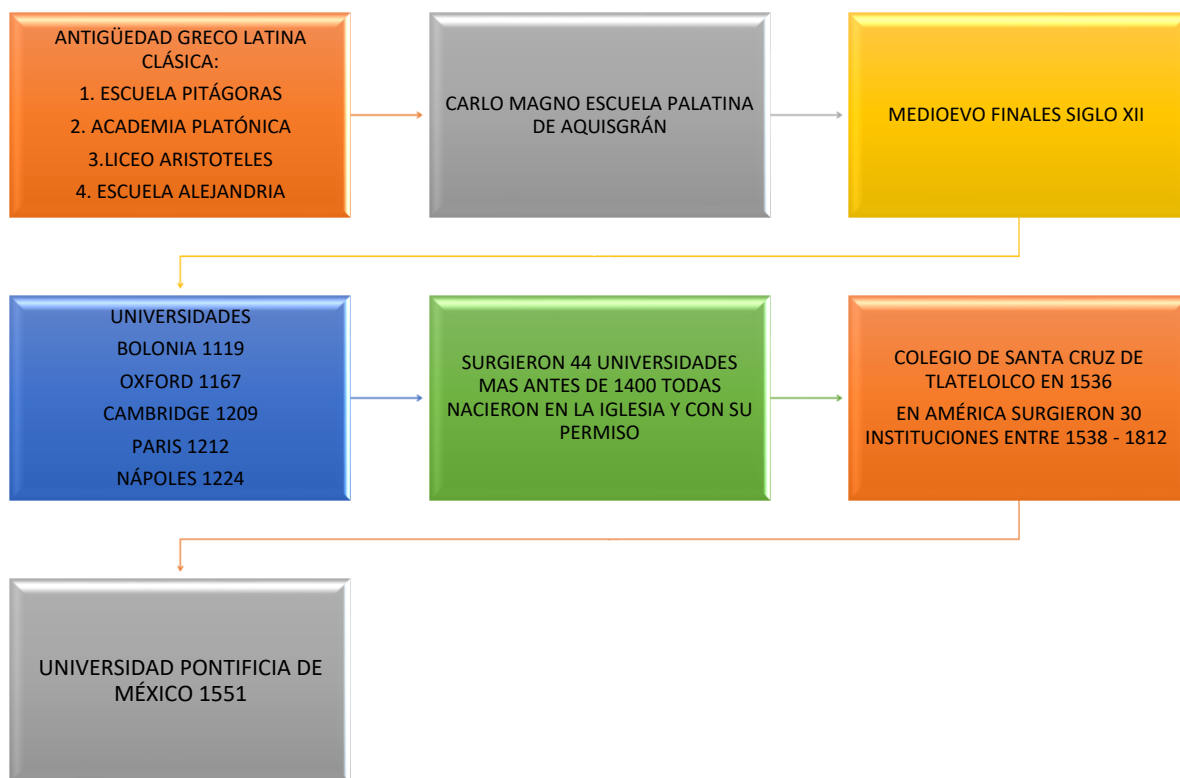 ANTIGÜEDAD GRECO LATINA
CLÁSICA:
1. ESCUELA PITÁGORAS
2. ACADEMIA PLATÓNICA
3.LICEO ARISTOTELES
4. ESCUELA ALEJANDRIA
CARLO MAGNO ESCUELA PALATINA
DE AQUISGRÁN
MEDIOEVO FINALES SIGLO XII
UNIVERSIDADES
BOLONIA 1119
OXFORD 1167
CAMBRIDGE 1209
PARIS 1212
NÁPOLES 1224
SURGIERON 44 UNIVERSIDADES
MAS ANTES DE 1400 TODAS
NACIERON EN LA IGLESIA Y CON SU
PERMISO
COLEGIO DE SANTA CRUZ DE
TLATELOLCO EN 1536
EN AMÉRICA SURGIERON 30
INSTITUCIONES ENTRE 1538 - 1812
UNIVERSIDAD PONTIFICIA DE
MÉXICO 1551